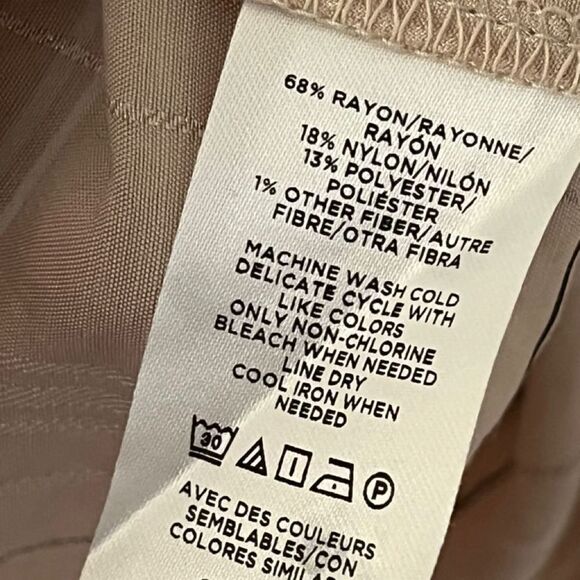 68% RAYON/RAYONNE/
RAYÓN
18% NYLON/NILÓN
13% POLYESTER/
POLIÉSTER
1% OTHER FIBER/AUTRE
FIBRE/OTRA FIBRA
MACHINE WASH COLD
DELICATE CYCLE WITH
LIKE COLORS
ONLY NON-CHLORINE
BLEACH WHEN NEEDED
LINE DRY
COOL IRON WHEN
NEEDED
30 P
AVEC DES COULEURS
SEMBLABLES/CON
COLORES SIMILARES